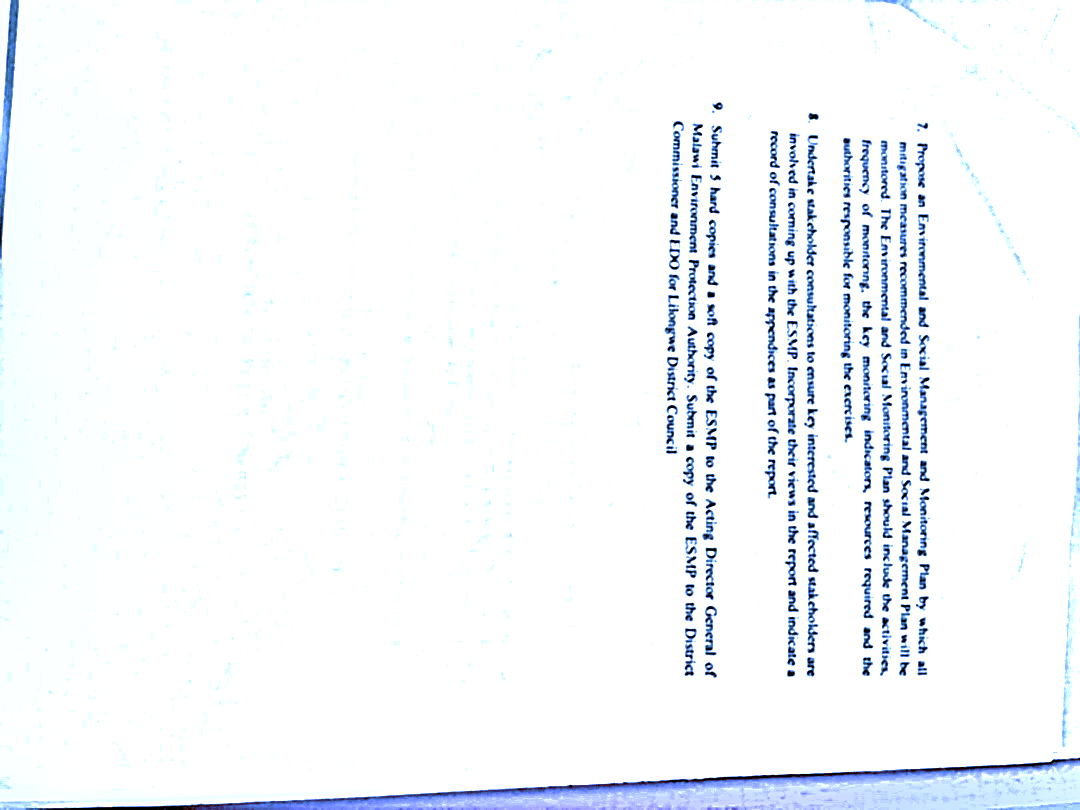 7. Propose an Environmental and Social Management and Monitoring Plan by which all
mitigation measures recommended in Environmental and Social Management Plan will be
monitored. The Environmental and Social Monitoring Plan should include the activities,
frequency of monitoring, the key monitoring indicators, resources required and the
authorities responsible for monitoring the exercises.
8. Undertake stakeholder consultations to ensure key interested and affected stakeholders are
involved in coming up with the ESMP. Incorporate their views in the report and indicate a
record of consultations in the appendices as part of the report.
9. Submit 5 hard copies and a soft copy of the ESMP to the Acting Director General of
Malawi Environment Protection Authority. Submit a copy of the ESMP to the District
Commissioner and EDO for Lilongwe District Council